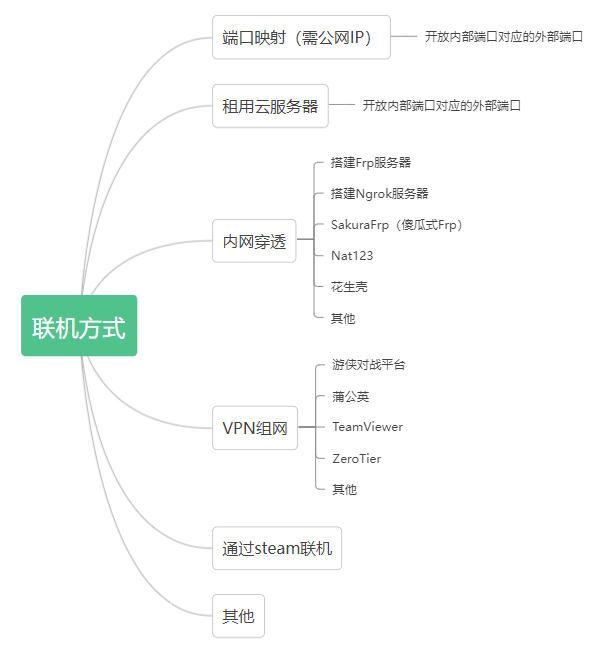 端口映射（需公网IP）
开放内部端口对应的外部端口
租用云服务器
开放内部端口对应的外部端口
内网穿透
搭建Frp服务器
搭建Ngrok服务器
SakuraFrp（傻瓜式Frp）
Nat123
花生壳
其他
联机方式
VPN组网
游侠对战平台
蒲公英
TeamViewer
ZeroTier
其他
通过steam联机
其他